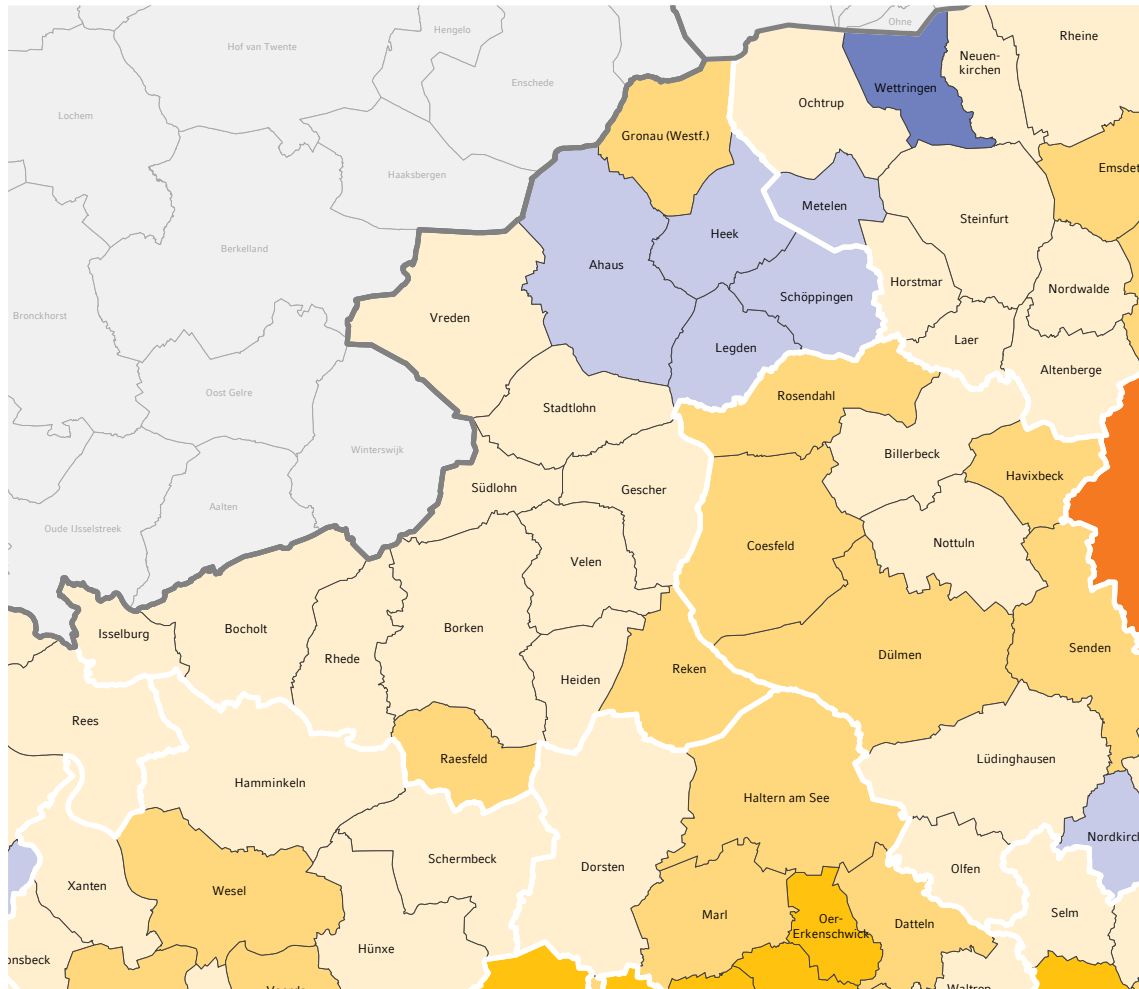 Ohne
Hengelo
Rheine
Hof van Twente
Neuen-
kirchen
Enschede
Wettringen
Ochtrup
Lochem
Gronau (Westf.)
Emsdet
Haaksbergen
Metelen
Steinfurt
Heek
Berkelland
Ahaus
Horstmar
Nordwalde
Schöppingen
Bronckhorst
Vreden
Laer
Legden
Altenberge
Oost Gelre
Rosendahl
Stadtlohn
Winterswijk
Billerbeck
Havixbeck
Südlohn
Gescher
Aalten
Oude IJsselstreek
Nottuln
Coesfeld
Velen
Isselburg
Bocholt
Borken
Senden
Dülmen
Rhede
Reken
Heiden
Rees
Raesfeld
Lüdinghausen
Hamminkeln
Haltern am See
Nordkirch
Schermbeck
Dorsten
Olfen
Xanten
Wesel
Selm
Marl
Oer-
Erkenschwick
Datteln
Hünxe
onsbeck